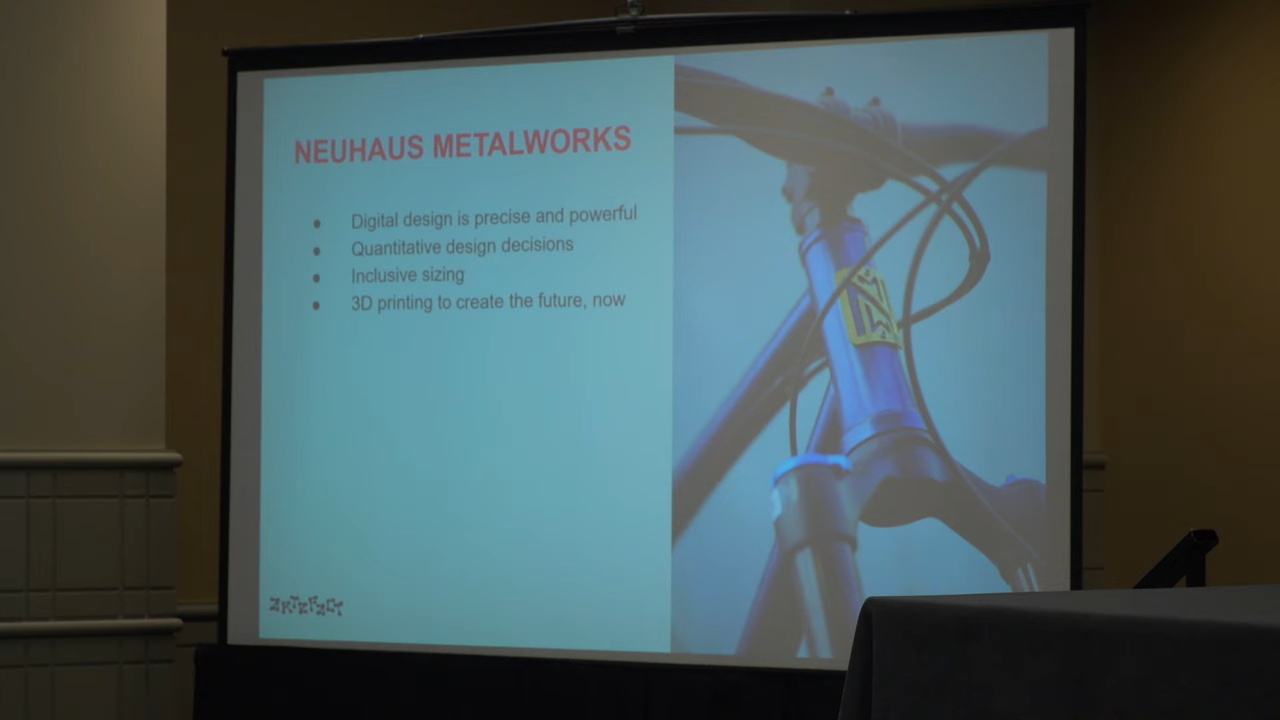 NEUHAUS METALWORKS
● Digital design is precise and powerful
● Quantitative design decisions
● Inclusive sizing
● 3D printing to create the future, now
ARTEFACT